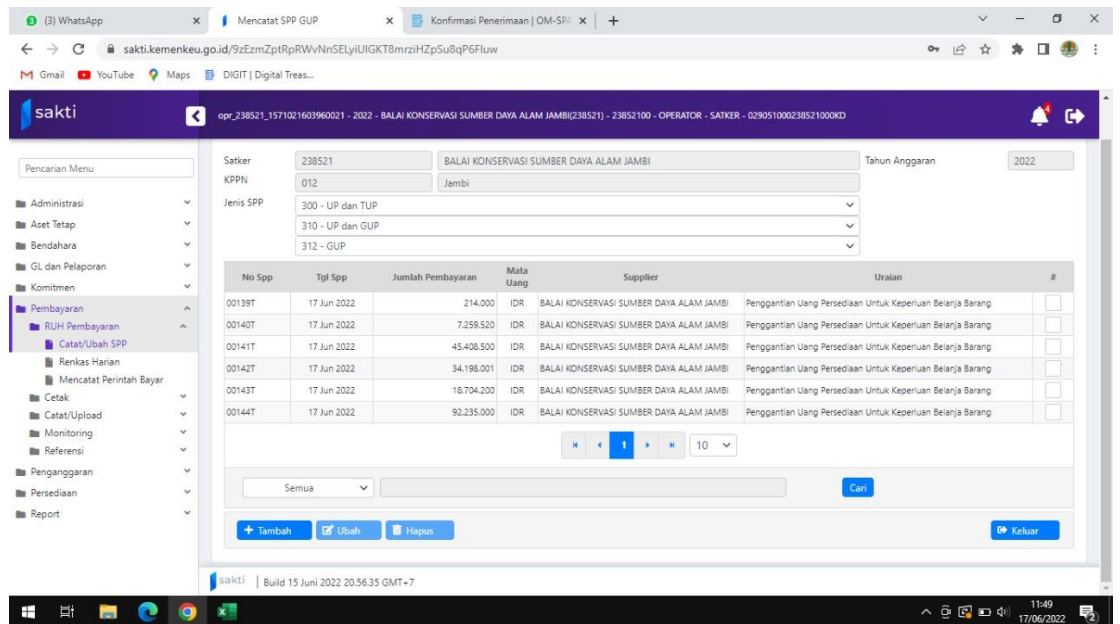 (3) WhatsApp
Mencatat SPP GUP
Konfirmasi Penerimaan | OM-SPA
sakti.kemenkeu.go.id/9zEzmZptRpRWvNnSELyiUIGKT8mrziHZpSu8qP6Fluw
Gmail YouTube Maps DIGIT | Digital Treas...
sakti
opr_238521_1571021603960021 - 2022 - BALAI KONSERVASI SUMBER DAYA ALAM JAMBI(238521) - 23852100 - OPERATOR - SATKER - 029051000238521000KD
4
Pencarian Menu
Administrasi
Aset Tetap
Bendahara
GL dan Pelaporan
Komitmen
Pembayaran
RUH Pembayaran
Catat/Ubah SPP
Renkas Harian
Mencatat Perintah Bayar
Cetak
Catat/Upload
Monitoring
Referensi
Penganggaran
Persediaan
Report
Satker 238521 BALAI KONSERVASI SUMBER DAYA ALAM JAMBI Tahun Anggaran 2022
KPPN 012 Jambi
Jenis SPP 300 - UP dan TUP
310 - UP dan GUP
312 - GUP
No Spp Tgl Spp Jumlah Pembayaran Mata Uang Supplier Uraian #
00139T 17 Jun 2022 214.000 IDR BALAI KONSERVASI SUMBER DAYA ALAM JAMBI Penggantian Uang Persediaan Untuk Keperluan Belanja Barang
00140T 17 Jun 2022 7.259.520 IDR BALAI KONSERVASI SUMBER DAYA ALAM JAMBI Penggantian Uang Persediaan Untuk Keperluan Belanja Barang
00141T 17 Jun 2022 45.408.500 IDR BALAI KONSERVASI SUMBER DAYA ALAM JAMBI Penggantian Uang Persediaan Untuk Keperluan Belanja Barang
00142T 17 Jun 2022 34.198.001 IDR BALAI KONSERVASI SUMBER DAYA ALAM JAMBI Penggantian Uang Persediaan Untuk Keperluan Belanja Barang
00143T 17 Jun 2022 18.704.200 IDR BALAI KONSERVASI SUMBER DAYA ALAM JAMBI Penggantian Uang Persediaan Untuk Keperluan Belanja Barang
00144T 17 Jun 2022 92.235.000 IDR BALAI KONSERVASI SUMBER DAYA ALAM JAMBI Penggantian Uang Persediaan Untuk Keperluan Belanja Barang
1 10
Semua Cari
+ Tambah Ubah Hapus Keluar
sakti | Build 15 Juni 2022 20.56.35 GMT+7
11:49
17/06/2022
2